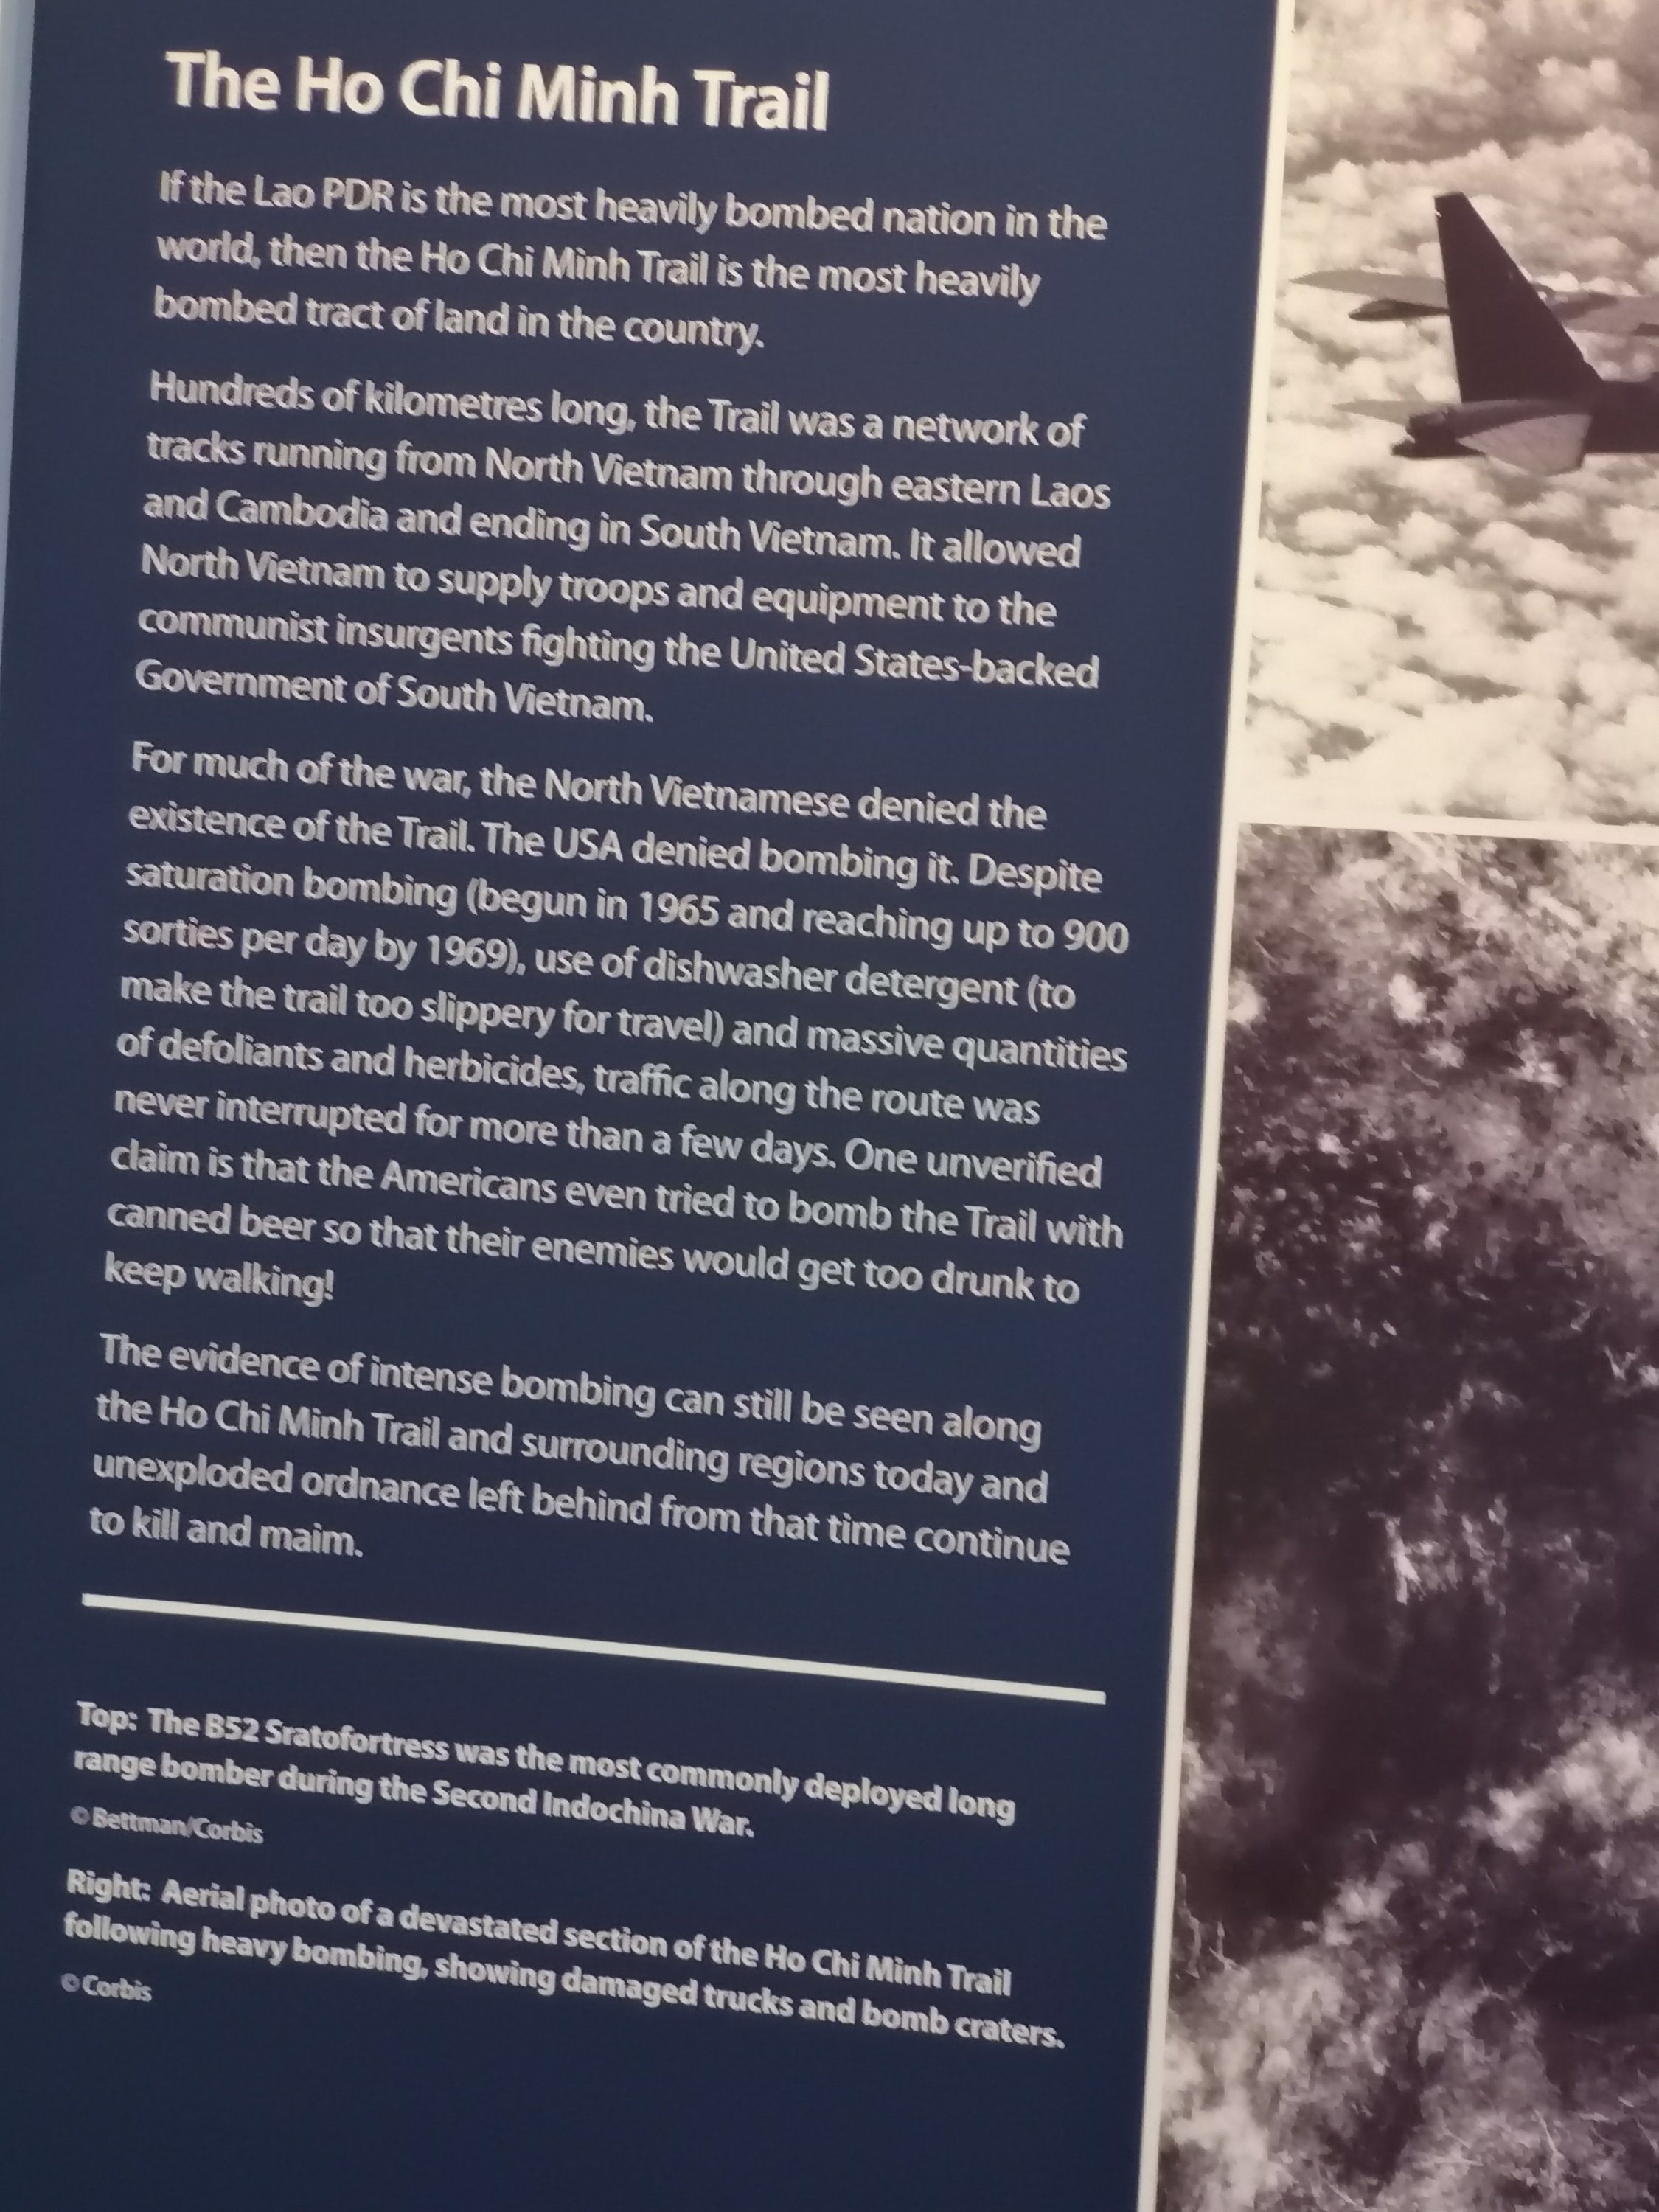 The Ho Chi Minh Trail
If the Lao PDR is the most heavily bombed nation in the
world, then the Ho Chi Minh Trail is the most heavily
bombed tract of land in the country.
Hundreds of kilometres long, the Trail was a network of
tracks running from North Vietnam through eastern Laos
and Cambodia and ending in South Vietnam. It allowed
North Vietnam to supply troops and equipment to the
communist insurgents fighting the United States-backed
Government of South Vietnam.
For much of the war, the North Vietnamese denied the
existence of the Trail. The USA denied bombing it. Despite
saturation bombing (begun in 1965 and reaching up to 900
sorties per day by 1969), use of dishwasher detergent (to
make the trail too slippery for travel) and massive quantities
of defoliants and herbicides, traffic along the route was
never interrupted for more than a few days. One unverified
claim is that the Americans even tried to bomb the Trail with
canned beer so that their enemies would get too drunk to
keep walking!
The evidence of intense bombing can still be seen along
the Ho Chi Minh Trail and surrounding regions today and
unexploded ordnance left behind from that time continue
to kill and maim.
Top: The B52 Sratofortress was the most commonly deployed long
range bomber during the Second Indochina War.
© Bettman/Corbis
Right: Aerial photo of a devastated section of the Ho Chi Minh Trail
following heavy bombing, showing damaged trucks and bomb craters.
© Corbis